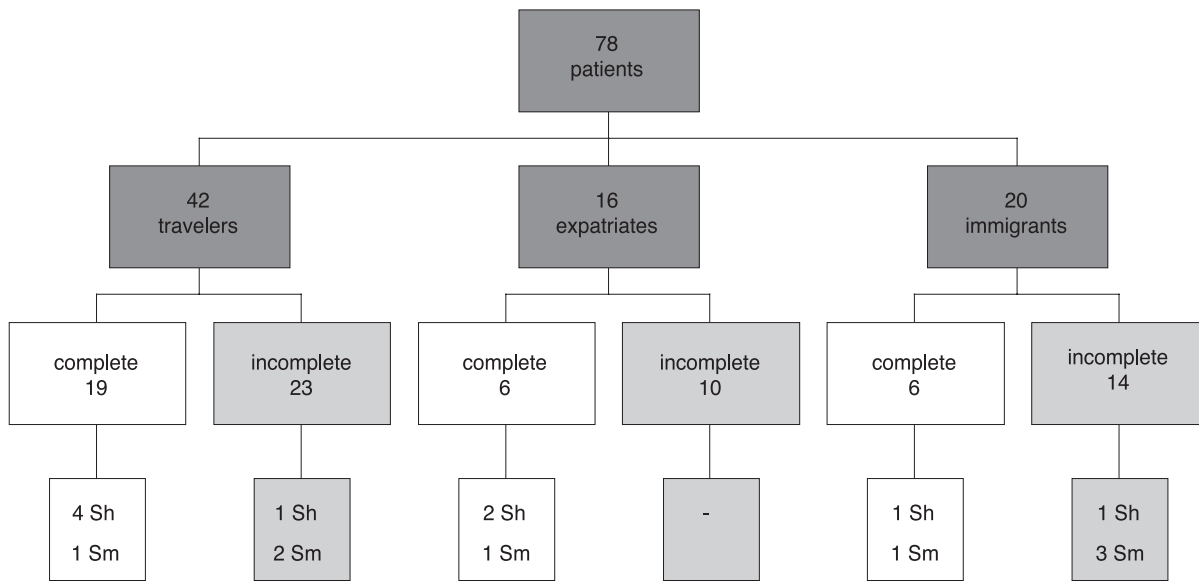 78
patients
42
travelers
16
expatriates
20
immigrants
complete
19
incomplete
23
complete
6
incomplete
10
complete
6
incomplete
14
4 Sh
1 Sm
1 Sh
2 Sm
2 Sh
1 Sm
-
1 Sh
1 Sm
1 Sh
3 Sm